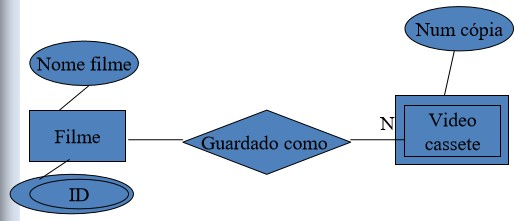 Num cópia
Nome filme
N
Video
cassete
Filme
Guardado como
ID